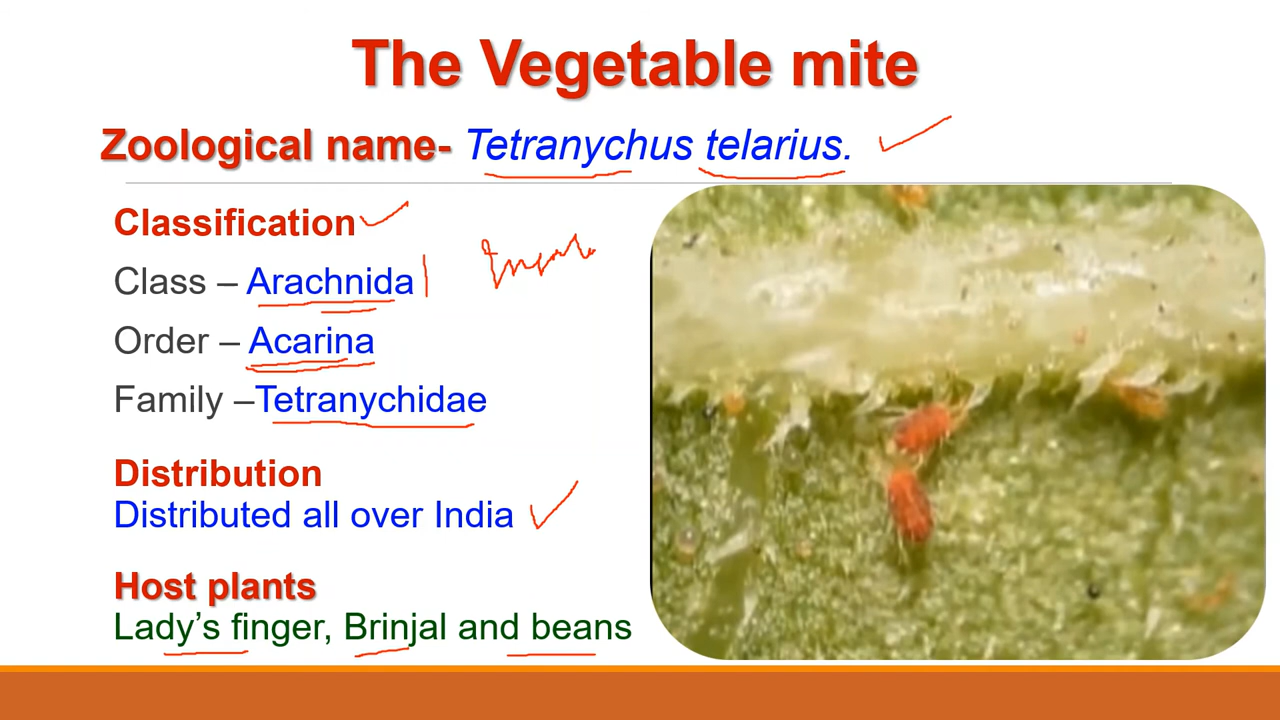 The Vegetable mite
Zoological name- Tetranychus telarius.
Classification
Class – Arachnida
Order – Acarina
Family –Tetranychidae
Distribution
Distributed all over India
Host plants
Lady’s finger, Brinjal and beans